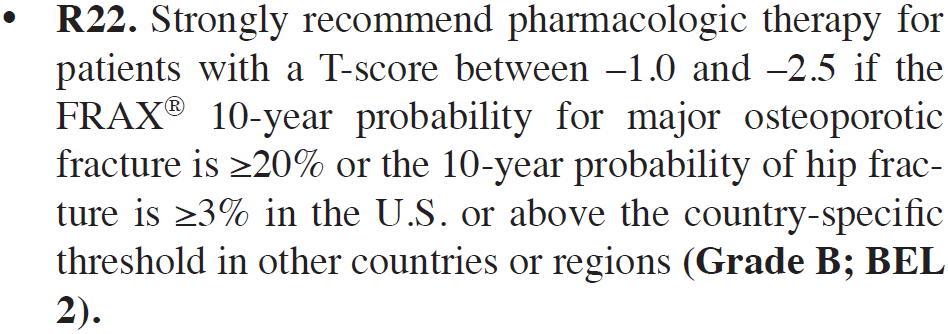 • R22. Strongly recommend pharmacologic therapy for
patients with a T-score between –1.0 and –2.5 if the
FRAX® 10-year probability for major osteoporotic
fracture is ≥20% or the 10-year probability of hip frac-
ture is ≥3% in the U.S. or above the country-specific
threshold in other countries or regions (Grade B; BEL
2).